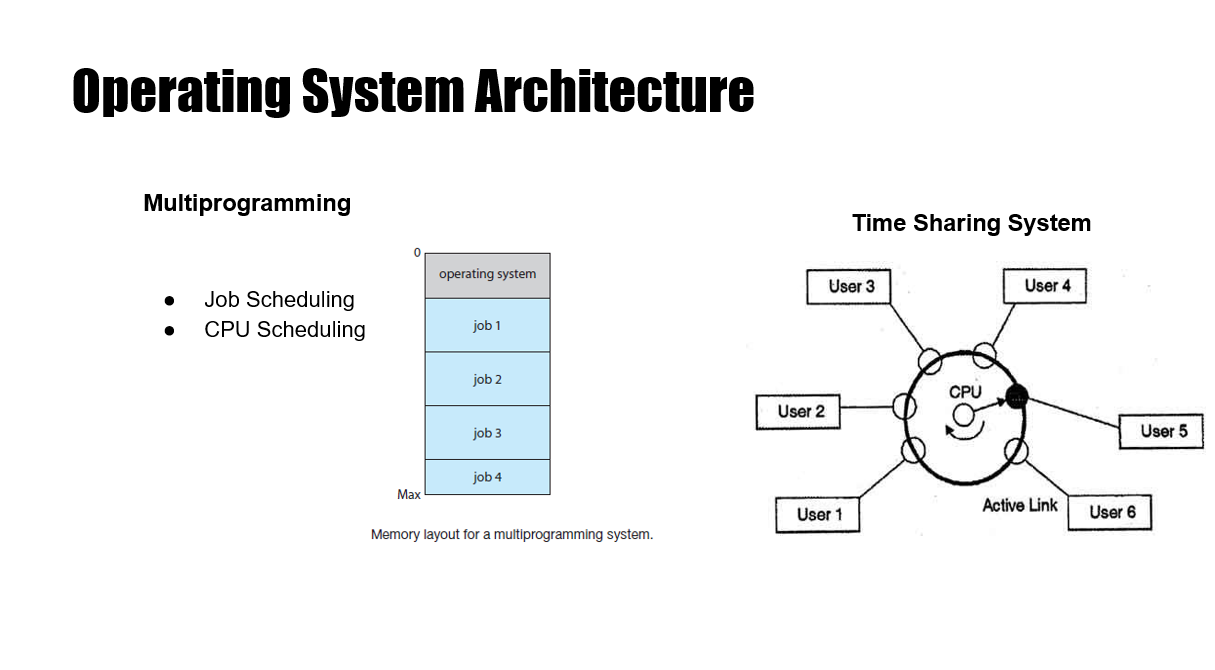 Operating System Architecture
Multiprogramming
● Job Scheduling
● CPU Scheduling
0
operating system
job 1
job 2
job 3
job 4
Max
Memory layout for a multiprogramming system.
Time Sharing System
User 3
User 4
CPU
User 2
User 5
Active Link
User 1
User 6